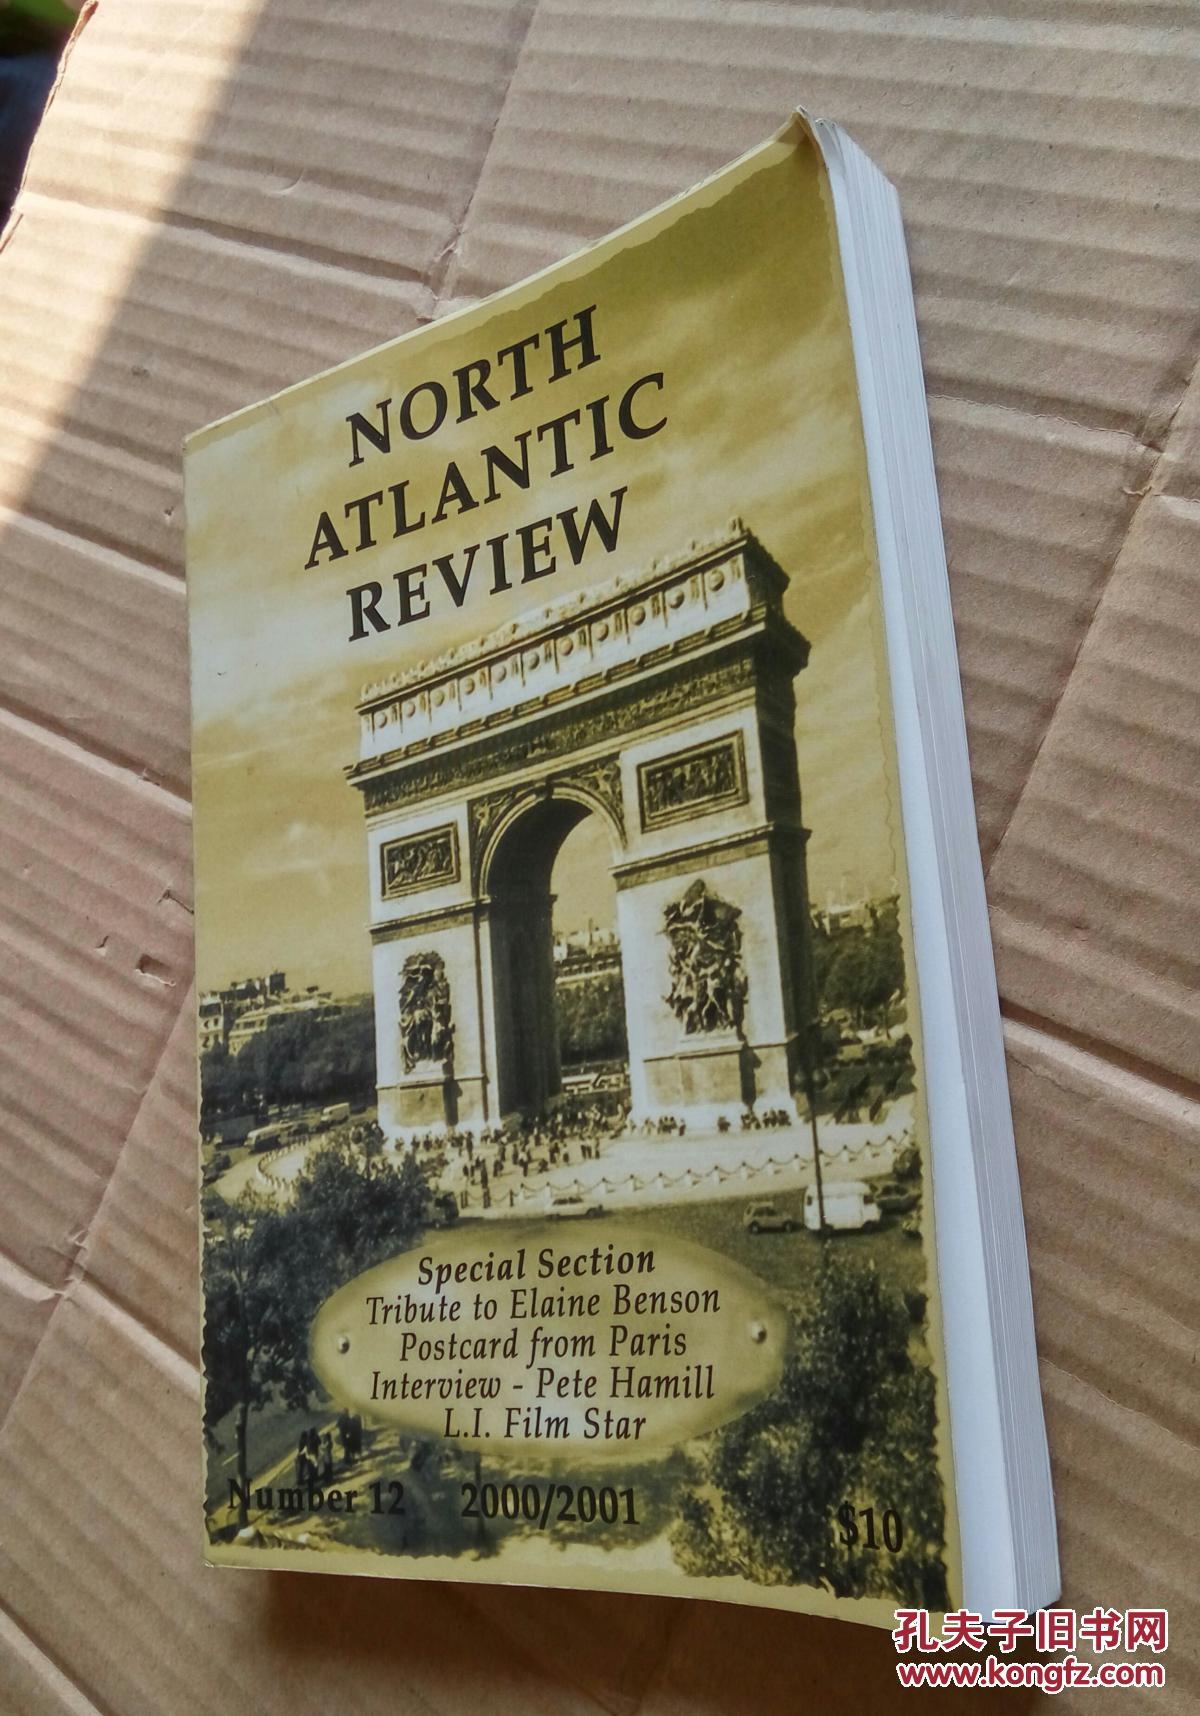 NORTH
ATLANTIC
REVIEW
Special Section
Tribute to Elaine Benson
Postcard from Paris
Interview - Pete Hamill
L.I. Film Star
Number 12 2000/2001 $10
孔夫子旧书网
www.kongfz.com